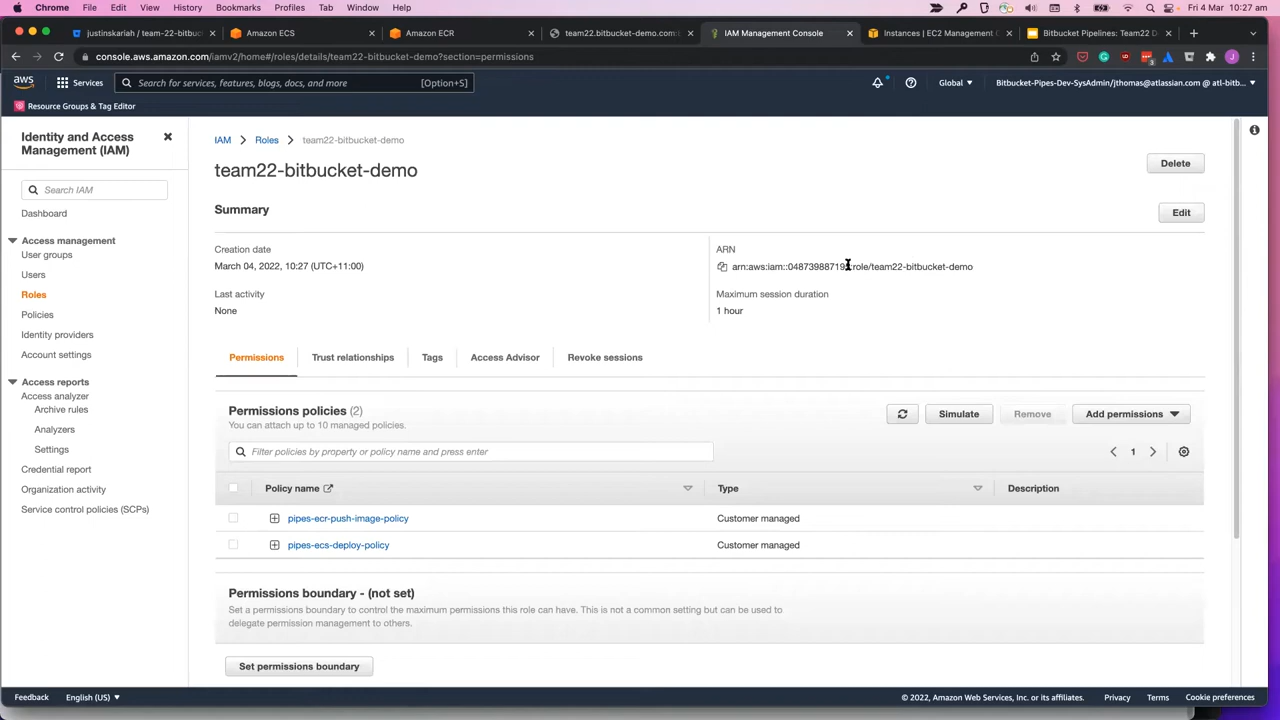 Chrome File Edit View History Bookmarks Profiles Tab Window Help
Fri 4 Mar 10:27 am
justinskariah / team-22-bitbuc
Amazon ECS
Amazon ECR
team22.bitbucket-demo.com:
IAM Management Console
Instances | EC2 Management C
Bitbucket Pipelines: Team22 D
console.aws.amazon.com/iamv2/home#/roles/details/team22-bitbucket-demo?section=permissions
aws
Services
Search for services, features, blogs, docs, and more [Option+S]
Global
Bitbucket-Pipes-Dev-SysAdmin/jthomas@atlassian.com @ atl-bitb...
Resource Groups & Tag Editor
Identity and Access
Management (IAM)
Search IAM
Dashboard
Access management
User groups
Users
Roles
Policies
Identity providers
Account settings
Access reports
Access analyzer
Archive rules
Analyzers
Settings
Credential report
Organization activity
Service control policies (SCPs)
IAM
Roles
team22-bitbucket-demo
team22-bitbucket-demo
Delete
Summary
Edit
Creation date
March 04, 2022, 10:27 (UTC+11:00)
ARN
Last activity
None
Maximum session duration
1 hour
Permissions
Trust relationships
Tags
Access Advisor
Revoke sessions
Permissions policies (2)
You can attach up to 10 managed policies.
Simulate
Remove
Add permissions
Filter policies by property or policy name and press enter
1
Policy name
Type
Description
pipes-ecr-push-image-policy
Customer managed
pipes-ecs-deploy-policy
Customer managed
Permissions boundary - (not set)
Set a permissions boundary to control the maximum permissions this role can have. This is not a common setting but can be used to
delegate permission management to others.
Set permissions boundary
Feedback
English (US)
© 2022, Amazon Web Services, Inc. or its affiliates.
Privacy
Terms
Cookie preferences